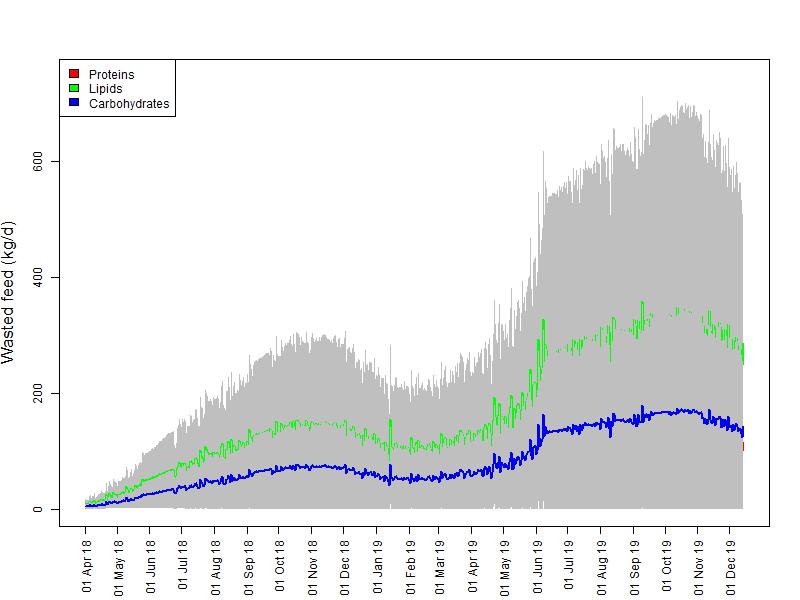 Proteins
Lipids
Carbohydrates
Wasted feed (kg/d)
600
400
200
0
01 Apr 18
01 May 18
01 Jun 18
01 Jul 18
01 Aug 18
01 Sep 18
01 Oct 18
01 Nov 18
01 Dec 18
01 Jan 19
01 Feb 19
01 Mar 19
01 Apr 19
01 May 19
01 Jun 19
01 Jul 19
01 Aug 19
01 Sep 19
01 Oct 19
01 Nov 19
01 Dec 19